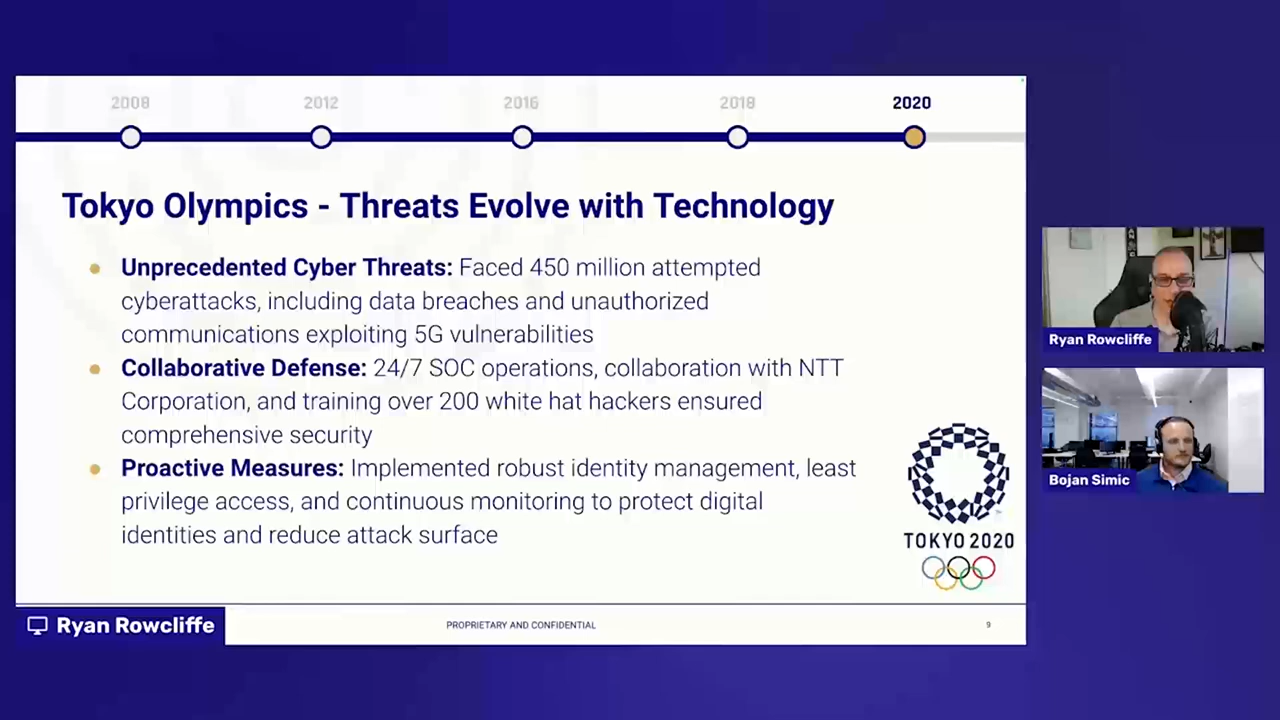 2008 2012 2016 2018 2020
Tokyo Olympics - Threats Evolve with Technology
Unprecedented Cyber Threats: Faced 450 million attempted
cyberattacks, including data breaches and unauthorized
communications exploiting 5G vulnerabilities
Collaborative Defense: 24/7 SOC operations, collaboration with NTT
Corporation, and training over 200 white hat hackers ensured
comprehensive security
Proactive Measures: Implemented robust identity management, least
privilege access, and continuous monitoring to protect digital
identities and reduce attack surface
TOKYO 2020
Ryan Rowcliffe
PROPRIETARY AND CONFIDENTIAL
9
Ryan Rowcliffe
Bojan Simic